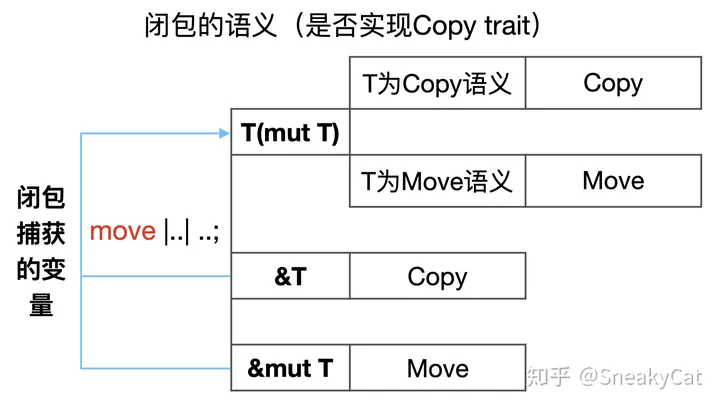 闭包的语义（是否实现Copy trait）
T为Copy语义 Copy
T(mut T)
T为Move语义 Move
闭包
捕获
的变
量
move |..| ..;
&T Copy
&mut T Move
知乎 @SneakyCat